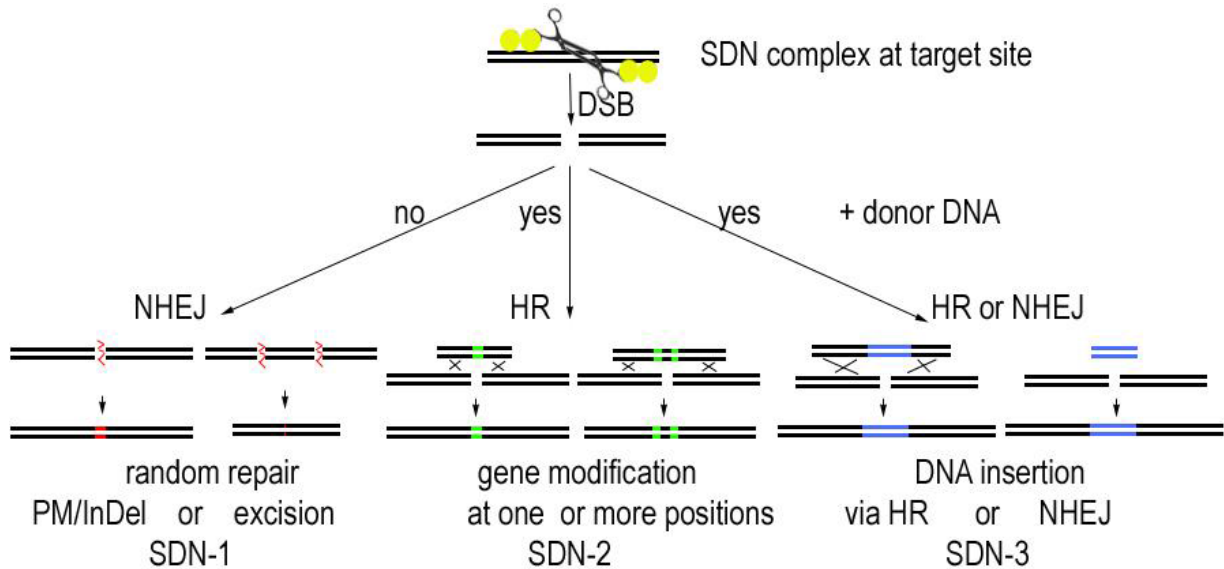 SDN complex at target site
DSB
no yes yes + donor DNA
NHEJ HR HR or NHEJ
random repair gene modification DNA insertion
PM/InDel or excision at one or more positions via HR or NHEJ
SDN-1 SDN-2 SDN-3